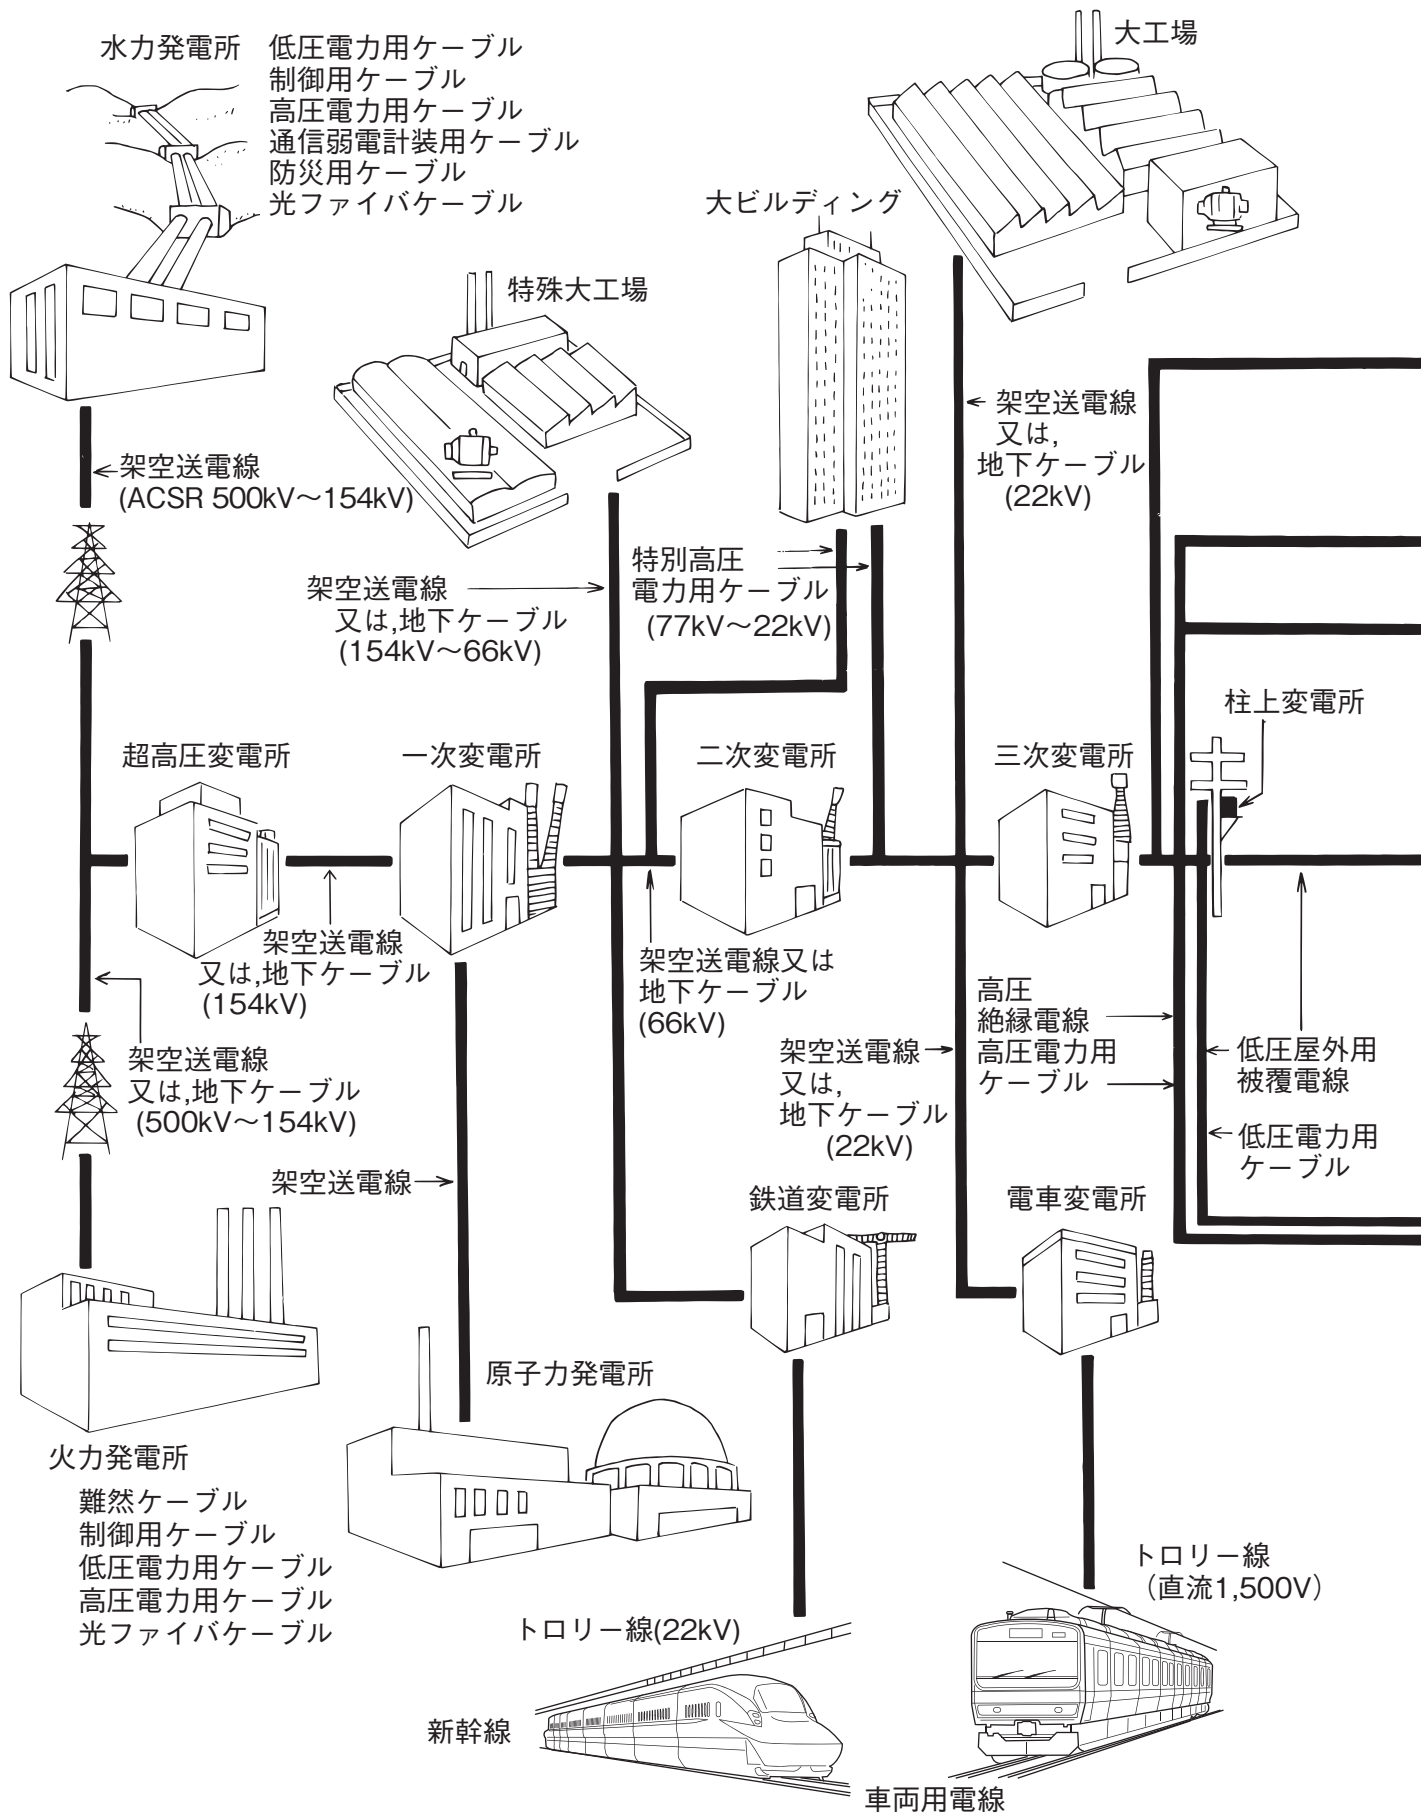 水力発電所
低圧電力用ケーブル
制御用ケーブル
高圧電力用ケーブル
通信弱電計装用ケーブル
防災用ケーブル
光ファイバケーブル
大工場
大ビルディング
特殊大工場
架空送電線
(ACSR 500kV～154kV)
架空送電線
又は,
地下ケーブル
(22kV)
特別高圧
電力用ケーブル
(77kV～22kV)
架空送電線
又は,地下ケーブル
(154kV～66kV)
柱上変電所
超高圧変電所
一次変電所
二次変電所
三次変電所
架空送電線
又は,地下ケーブル
(154kV)
架空送電線又は
地下ケーブル
(66kV)
高圧
絶縁電線
高圧電力用
ケーブル
架空送電線
又は,地下ケーブル
(500kV～154kV)
架空送電線
又は,
地下ケーブル
(22kV)
低圧屋外用
被覆電線
低圧電力用
ケーブル
架空送電線
鉄道変電所
電車変電所
原子力発電所
火力発電所
難然ケーブル
制御用ケーブル
低圧電力用ケーブル
高圧電力用ケーブル
光ファイバケーブル
トロリー線
（直流1,500V）
トロリー線(22kV)
新幹線
車両用電線